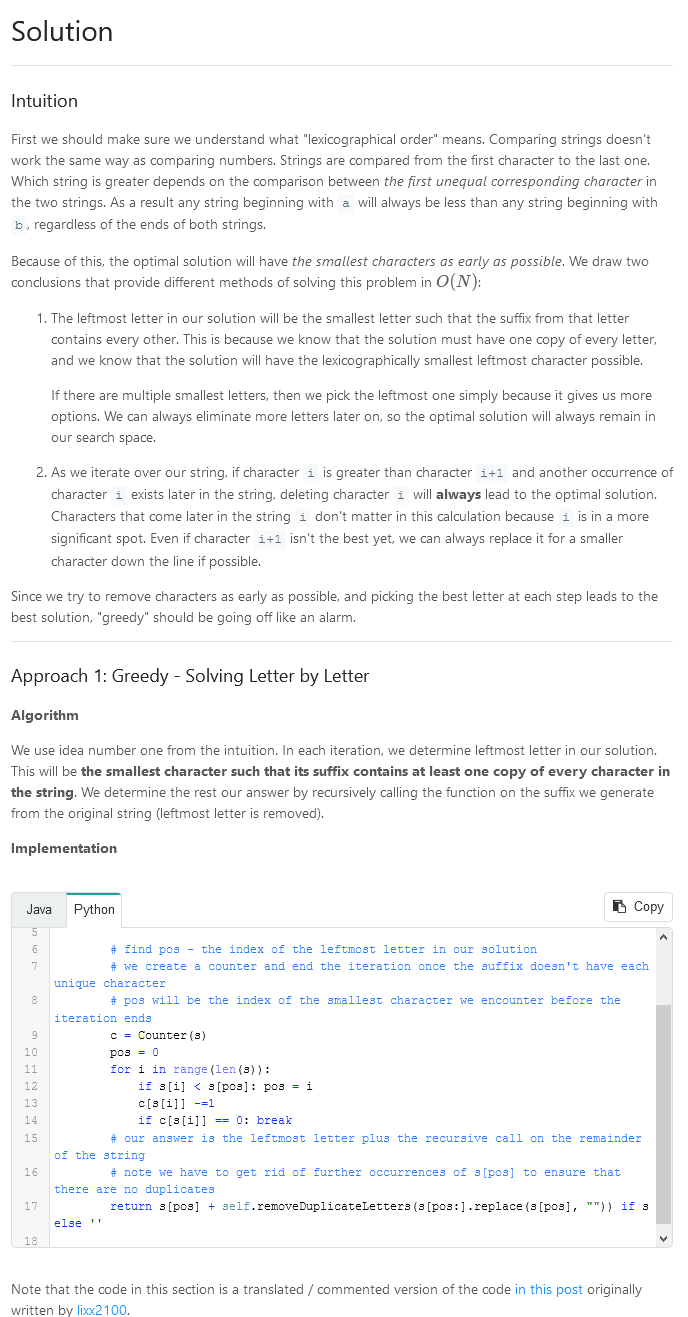 Solution
Intuition
First we should make sure we understand what "lexicographical order" means. Comparing strings doesn't
work the same way as comparing numbers. Strings are compared from the first character to the last one.
Which string is greater depends on the comparison between the first unequal corresponding character in
the two strings. As a result any string beginning with a will always be less than any string beginning with
b , regardless of the ends of both strings.
Because of this, the optimal solution will have the smallest characters as early as possible. We draw two
conclusions that provide different methods of solving this problem in O(N):
1. The leftmost letter in our solution will be the smallest letter such that the suffix from that letter
contains every other. This is because we know that the solution must have one copy of every letter,
and we know that the solution will have the lexicographically smallest leftmost character possible.
If there are multiple smallest letters, then we pick the leftmost one simply because it gives us more
options. We can always eliminate more letters later on, so the optimal solution will always remain in
our search space.
2. As we iterate over our string, if character i is greater than character i+1 and another occurrence of
character i exists later in the string, deleting character i will always lead to the optimal solution.
Characters that come later in the string i don't matter in this calculation because i is in a more
significant spot. Even if character i+1 isn't the best yet, we can always replace it for a smaller
character down the line if possible.
Since we try to remove characters as early as possible, and picking the best letter at each step leads to the
best solution, "greedy" should be going off like an alarm.
Approach 1: Greedy - Solving Letter by Letter
Algorithm
We use idea number one from the intuition. In each iteration, we determine leftmost letter in our solution.
This will be the smallest character such that its suffix contains at least one copy of every character in
the string. We determine the rest our answer by recursively calling the function on the suffix we generate
from the original string (leftmost letter is removed).
Implementation
Java Python Copy
5
6 # find pos - the index of the leftmost letter in our solution
7 # we create a counter and end the iteration once the suffix doesn't have each
unique character
8 # pos will be the index of the smallest character we encounter before the
iteration ends
9 c = Counter(s)
10 pos = 0
11 for i in range(len(s)):
12 if s[i] < s[pos]: pos = i
13 c[s[i]] -=1
14 if c[s[i]] == 0: break
15 # our answer is the leftmost letter plus the recursive call on the remainder
of the string
16 # note we have to get rid of further occurrences of s[pos] to ensure that
there are no duplicates
17 return s[pos] + self.removeDuplicateLetters(s[pos:].replace(s[pos], "")) if s
else ''
18
Note that the code in this section is a translated / commented version of the code in this post originally
written by lixx2100.